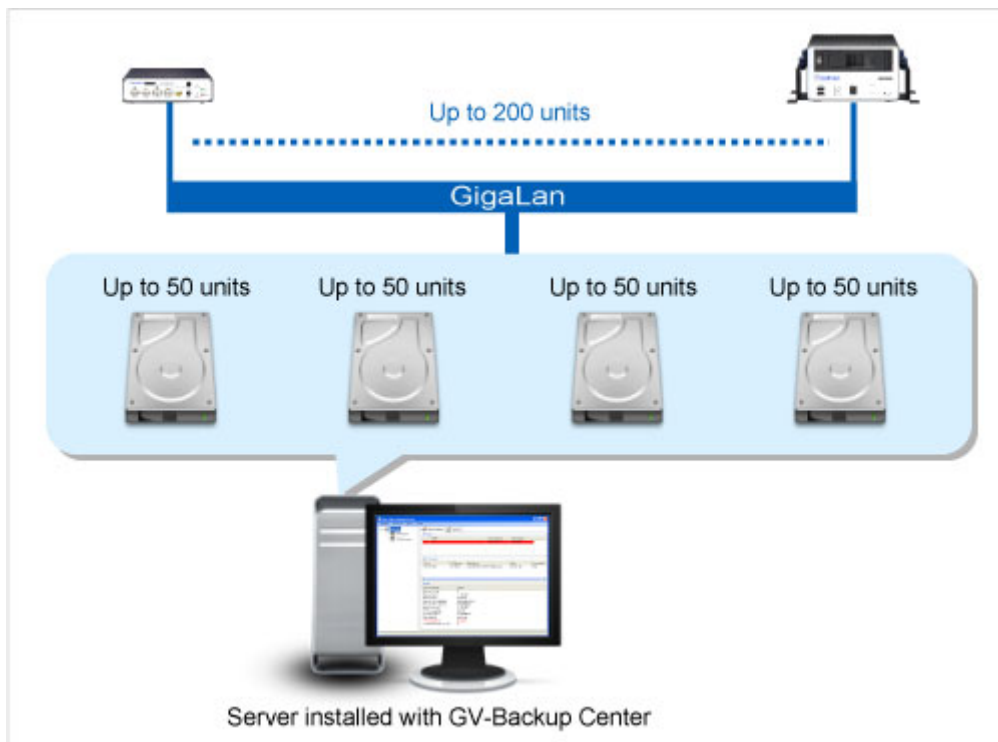 Up to 200 units
GigaLan
Up to 50 units
Up to 50 units
Up to 50 units
Up to 50 units
Server installed with GV-Backup Center